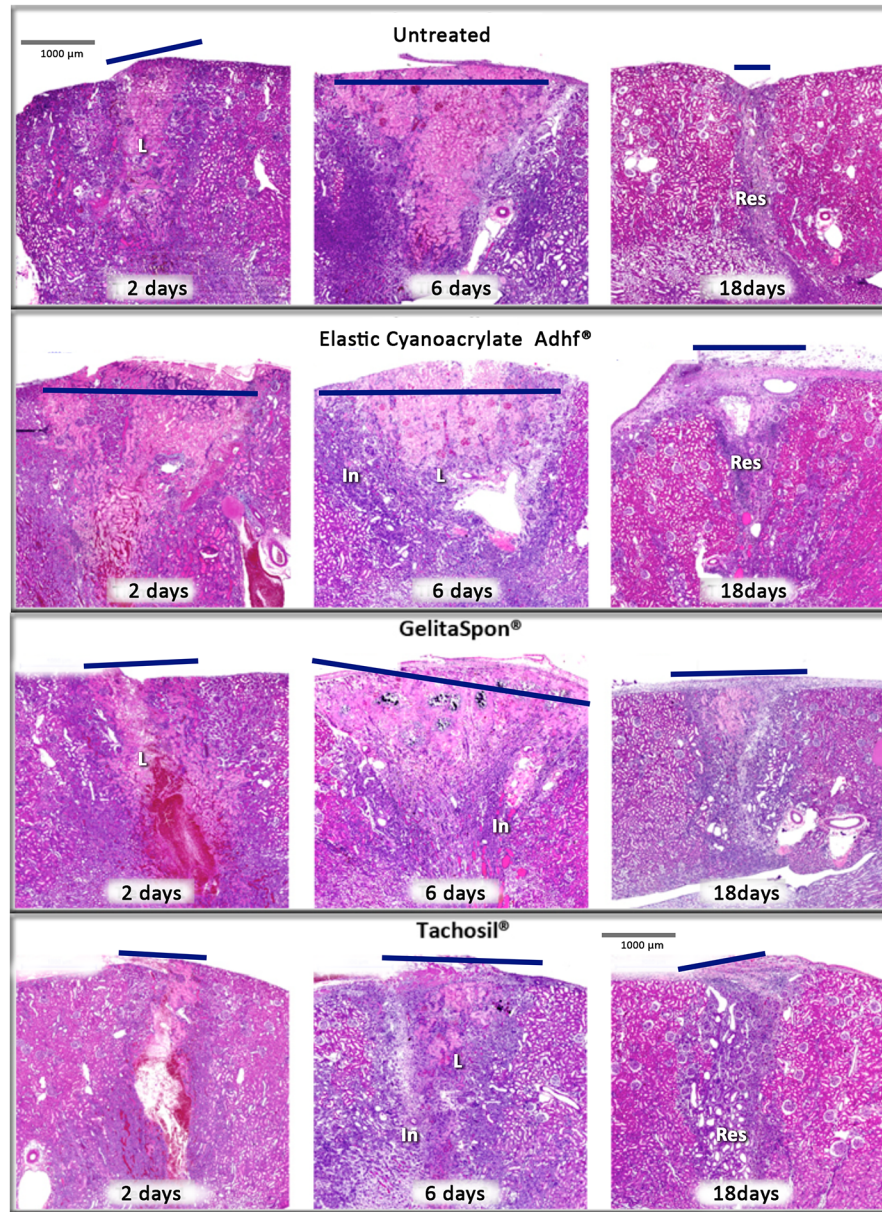 Untreated
1000 µm
L
Res
2 days
6 days
18days
Elastic Cyanoacrylate Adhf®
In
L
Res
2 days
6 days
18days
GelitaSpon®
L
In
2 days
6 days
18days
Tachosil®
1000 µm
L
In
Res
2 days
6 days
18days